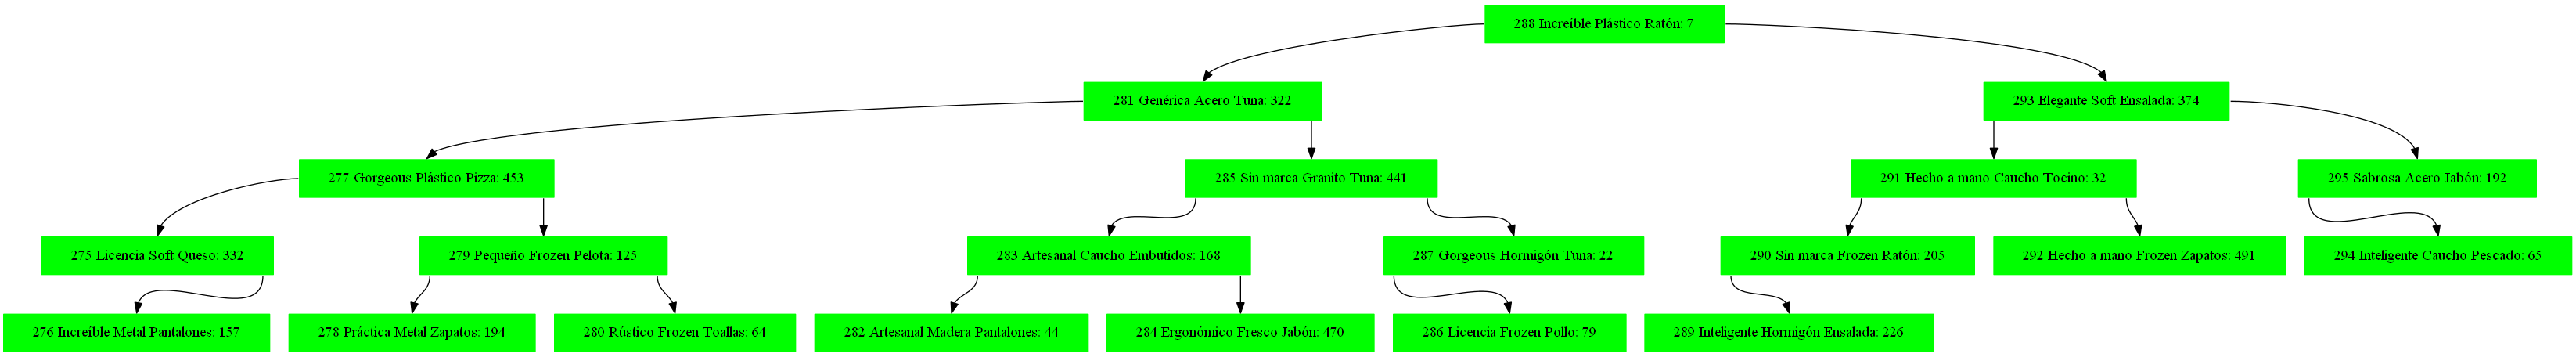 288 Increíble Plástico Ratón: 7
281 Genérica Acero Tuna: 322
293 Elegante Soft Ensalada: 374
277 Gorgeous Plástico Pizza: 453
285 Sin marca Granito Tuna: 441
291 Hecho a mano Caucho Tocino: 32
295 Sabrosa Acero Jabón: 192
275 Licencia Soft Queso: 332
279 Pequeño Frozen Pelota: 125
283 Artesanal Caucho Embutidos: 168
287 Gorgeous Hormigón Tuna: 22
290 Sin marca Frozen Ratón: 205
292 Hecho a mano Frozen Zapatos: 491
294 Inteligente Caucho Pescado: 65
276 Increíble Metal Pantalones: 157
278 Práctica Metal Zapatos: 194
280 Rústico Frozen Toallas: 64
282 Artesanal Madera Pantalones: 44
284 Ergonómico Fresco Jabón: 470
286 Licencia Frozen Pollo: 79
289 Inteligente Hormigón Ensalada: 226